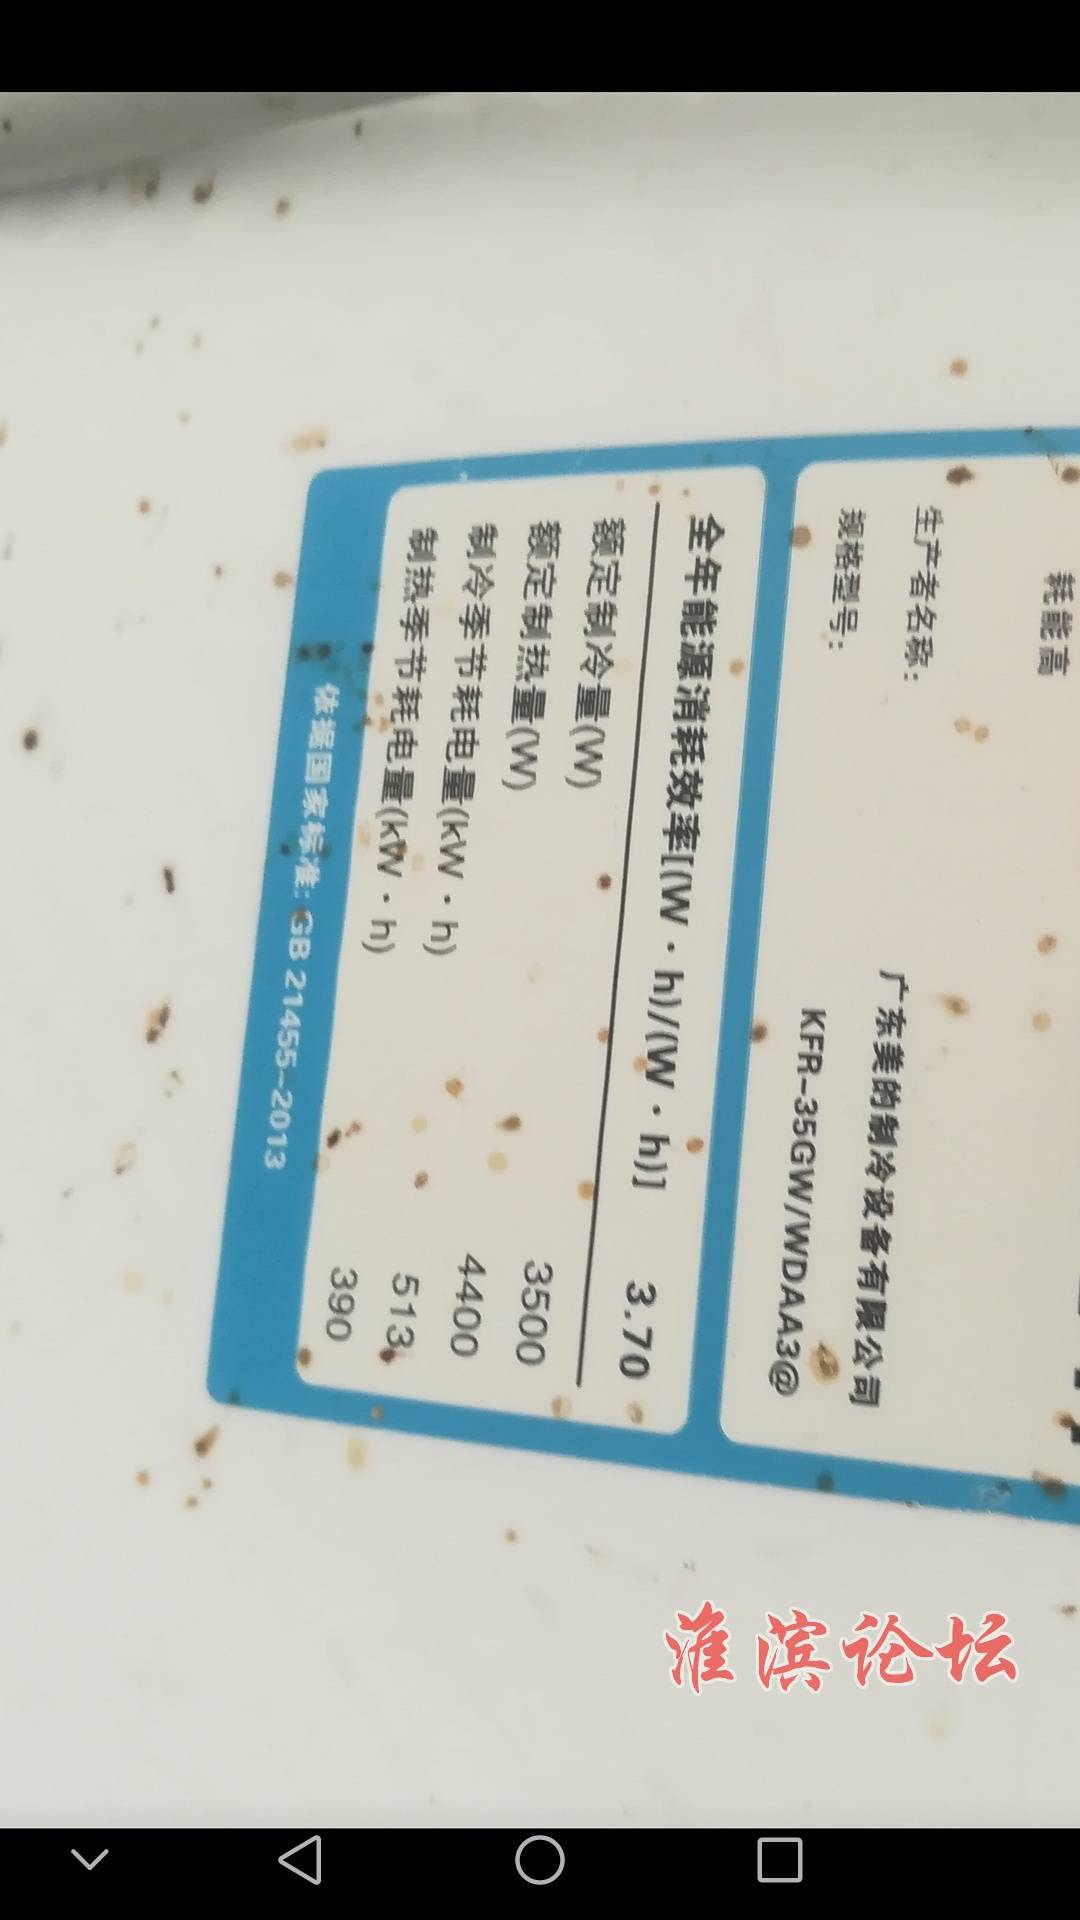 耗能高
生产者名称： 广东美的制冷设备有限公司
规格型号： KFR-35GW/WDAA3@
全年能源消耗效率[(W·h)/(W·h)] 3.70
额定制冷量(W) 3500
额定制热量(W) 4400
制冷季节耗电量(kW·h) 513
制热季节耗电量(kW·h) 390
依据国家标准：GB 21455-2013
淮滨论坛